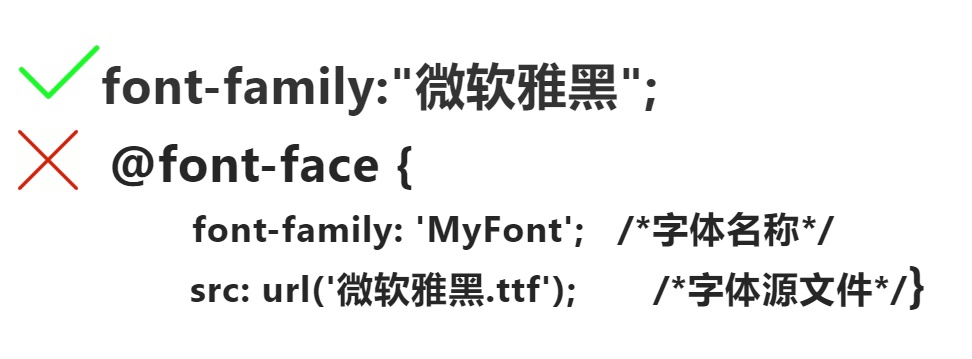 font-family:"微软雅黑";
@font-face {
font-family: 'MyFont'; /*字体名称*/
src: url('微软雅黑.ttf'); /*字体源文件*/}